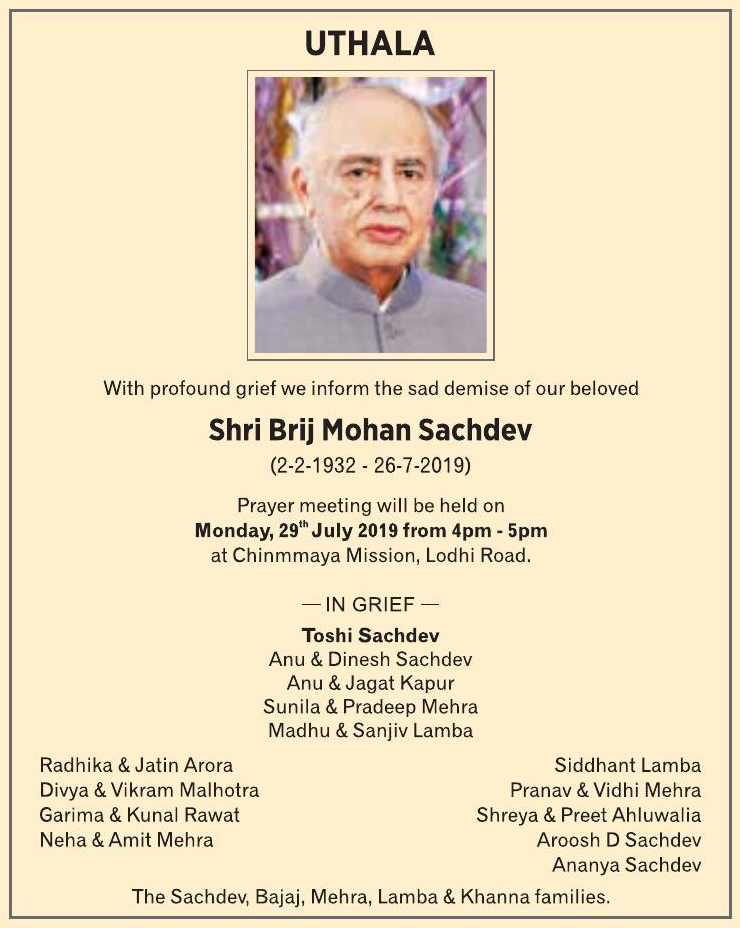 UTHALA
With profound grief we inform the sad demise of our beloved
Shri Brij Mohan Sachdev
(2-2-1932 - 26-7-2019)
Prayer meeting will be held on
Monday, 29th July 2019 from 4pm - 5pm
at Chinmmaya Mission, Lodhi Road.
— IN GRIEF —
Toshi Sachdev
Anu & Dinesh Sachdev
Anu & Jagat Kapur
Sunila & Pradeep Mehra
Madhu & Sanjiv Lamba
Radhika & Jatin Arora
Divya & Vikram Malhotra
Garima & Kunal Rawat
Neha & Amit Mehra
Siddhant Lamba
Pranav & Vidhi Mehra
Shreya & Preet Ahluwalia
Aroosh D Sachdev
Ananya Sachdev
The Sachdev, Bajaj, Mehra, Lamba & Khanna families.